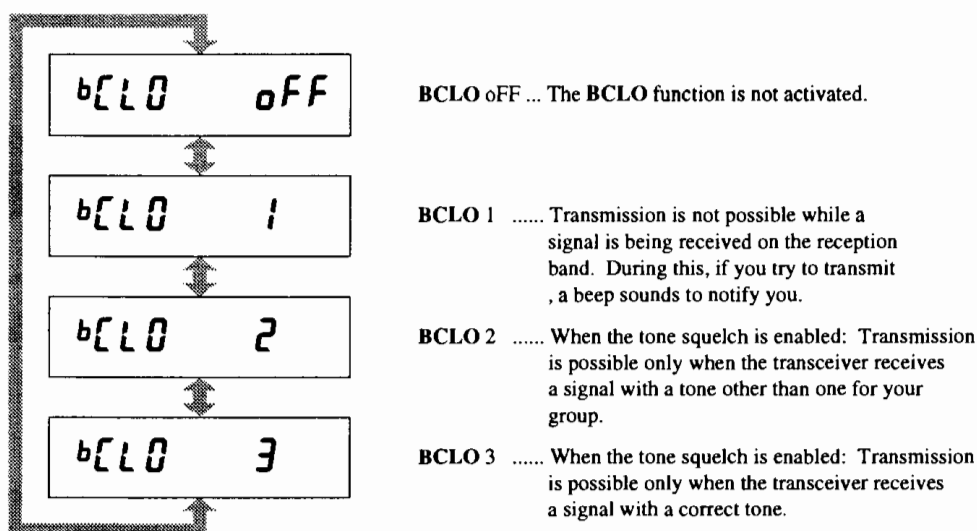 bCLO oFF
BCLO oFF ... The BCLO function is not activated.
bCLO 1
BCLO 1 ...... Transmission is not possible while a
signal is being received on the reception
band. During this, if you try to transmit
, a beep sounds to notify you.
bCLO 2
BCLO 2 ...... When the tone squelch is enabled: Transmission
is possible only when the transceiver receives
a signal with a tone other than one for your
group.
bCLO 3
BCLO 3 ...... When the tone squelch is enabled: Transmission
is possible only when the transceiver receives
a signal with a correct tone.